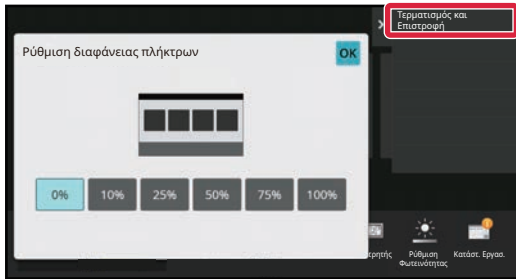 Τερματισμός και
Επιστροφή
Ρύθμιση διαφάνειας πλήκτρων
OK
0% 10% 25% 50% 75% 100%
Ρύθμιση Κατάστ. Εργασ.
Φωτεινότητας